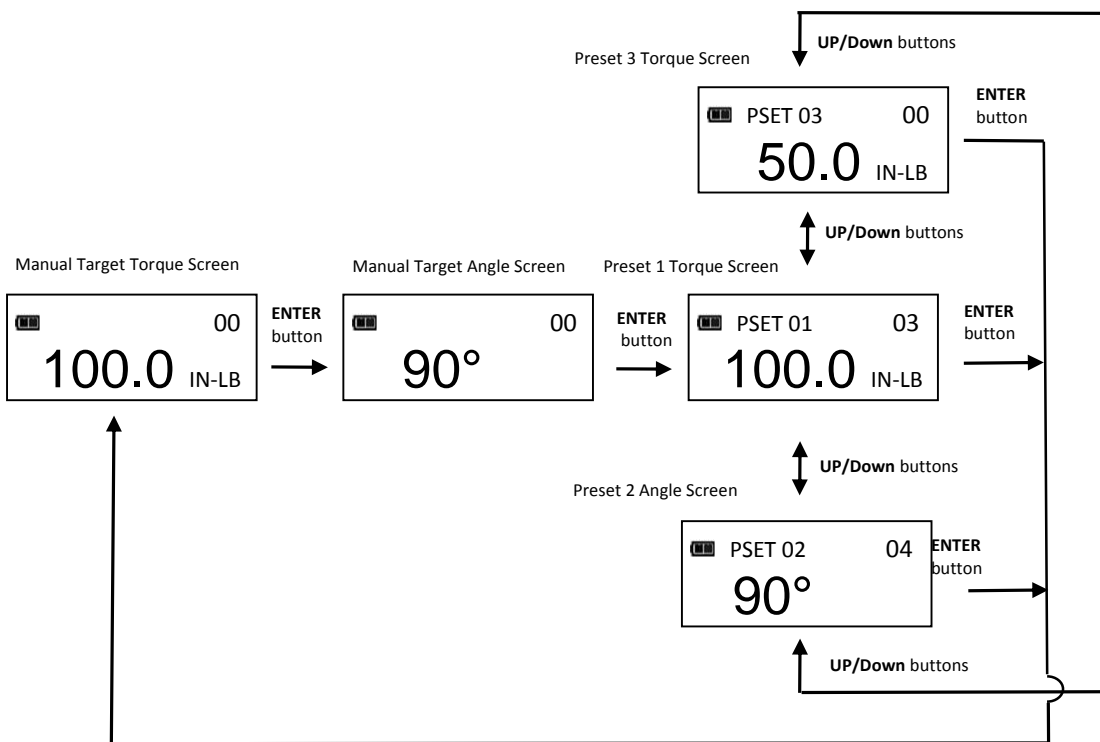 UP/Down buttons
Preset 3 Torque Screen
PSET 03 00
50.0 IN-LB
ENTER
button
UP/Down buttons
Manual Target Torque Screen
00
100.0 IN-LB
ENTER
button
Manual Target Angle Screen
00
90°
ENTER
button
Preset 1 Torque Screen
PSET 01 03
100.0 IN-LB
ENTER
button
UP/Down buttons
Preset 2 Angle Screen
PSET 02 04
90°
ENTER
button
UP/Down buttons